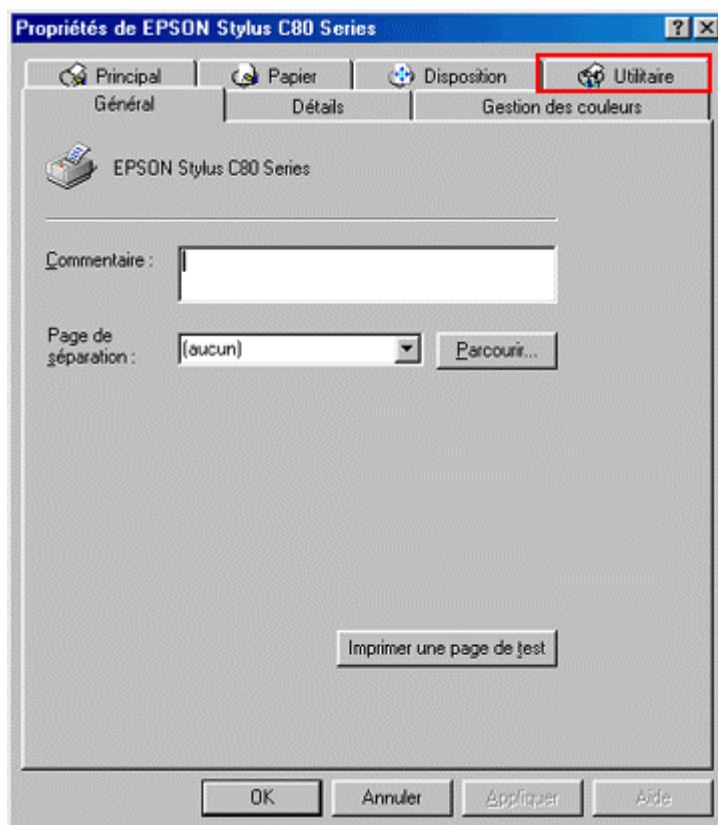 Propriétés de EPSON Stylus C80 Series
Principal Papier Disposition Utilitaire
Général Détails Gestion des couleurs
EPSON Stylus C80 Series
Commentaire :
Page de
séparation :
(aucun) Parcourir...
Imprimer une page de test
OK Annuler Appliquer Aide